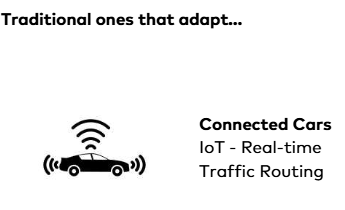 Traditional ones that adapt...
Connected Cars
IoT - Real-time
Traffic Routing